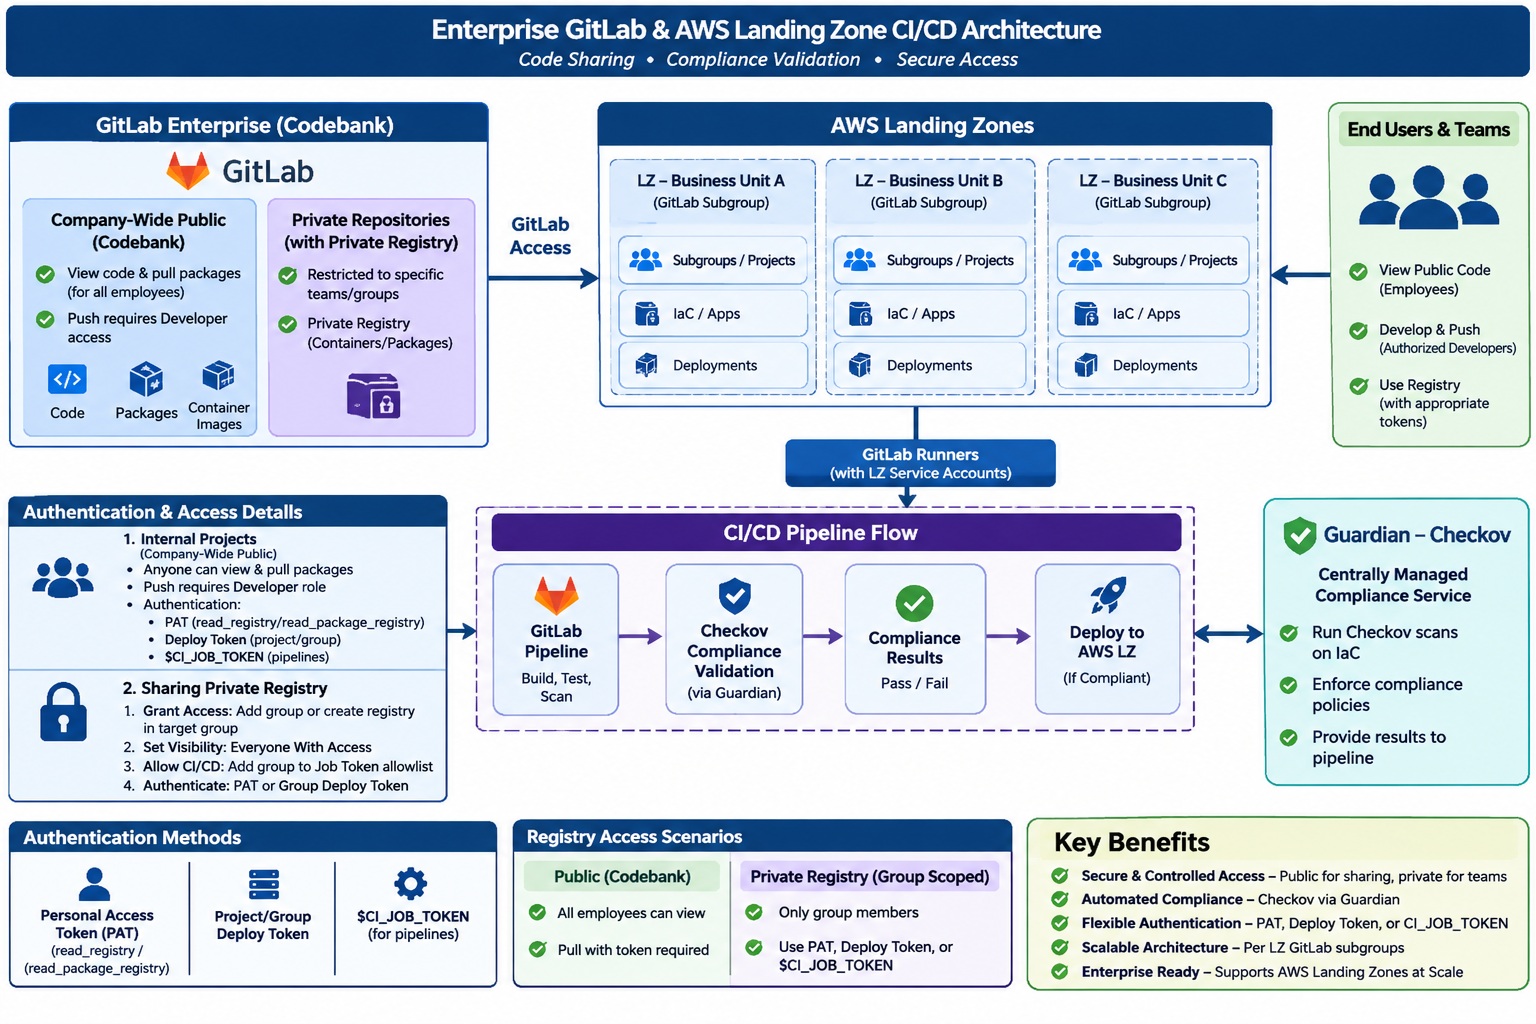 Enterprise GitLab & AWS Landing Zone CI/CD Architecture
Code Sharing • Compliance Validation • Secure Access
GitLab Enterprise (Codebank)
GitLab
Company-Wide Public
(Codebank)
View code & pull packages
(for all employees)
Push requires Developer
access
Code
Packages
Container
Images
Private Repositories
(with Private Registry)
Restricted to specific
teams/groups
Private Registry
(Containers/Packages)
GitLab
Access
AWS Landing Zones
LZ – Business Unit A
(GitLab Subgroup)
Subgroups / Projects
IaC / Apps
Deployments
LZ – Business Unit B
(GitLab Subgroup)
Subgroups / Projects
IaC / Apps
Deployments
LZ – Business Unit C
(GitLab Subgroup)
Subgroups / Projects
IaC / Apps
Deployments
End Users & Teams
View Public Code
(Employees)
Develop & Push
(Authorized Developers)
Use Registry
(with appropriate
tokens)
GitLab Runners
(with LZ Service Accounts)
Authentication & Access Details
1. Internal Projects
(Company-Wide Public)
• Anyone can view & pull packages
• Push requires Developer role
• Authentication:
• PAT (read_registry/read_package_registry)
• Deploy Token (project/group)
• $CI_JOB_TOKEN (pipelines)
2. Sharing Private Registry
1. Grant Access: Add group or create registry
in target group
2. Set Visibility: Everyone With Access
3. Allow CI/CD: Add group to Job Token allowlist
4. Authenticate: PAT or Group Deploy Token
CI/CD Pipeline Flow
GitLab
Pipeline
Build, Test,
Scan
Checkov
Compliance
Validation
(via Guardian)
Compliance
Results
Pass / Fail
Deploy to
AWS LZ
(If Compliant)
Guardian – Checkov
Centrally Managed
Compliance Service
Run Checkov scans
on IaC
Enforce compliance
policies
Provide results to
pipeline
Authentication Methods
Personal Access
Token (PAT)
(read_registry /
(read_package_registry)
Project/Group
Deploy Token
$CI_JOB_TOKEN
(for pipelines)
Registry Access Scenarios
Public (Codebank)
All employees can view
Pull with token required
Private Registry (Group Scoped)
Only group members
Use PAT, Deploy Token, or
$CI_JOB_TOKEN
Key Benefits
Secure & Controlled Access – Public for sharing, private for teams
Automated Compliance – Checkov via Guardian
Flexible Authentication – PAT, Deploy Token, or CI_JOB_TOKEN
Scalable Architecture – Per LZ GitLab subgroups
Enterprise Ready – Supports AWS Landing Zones at Scale